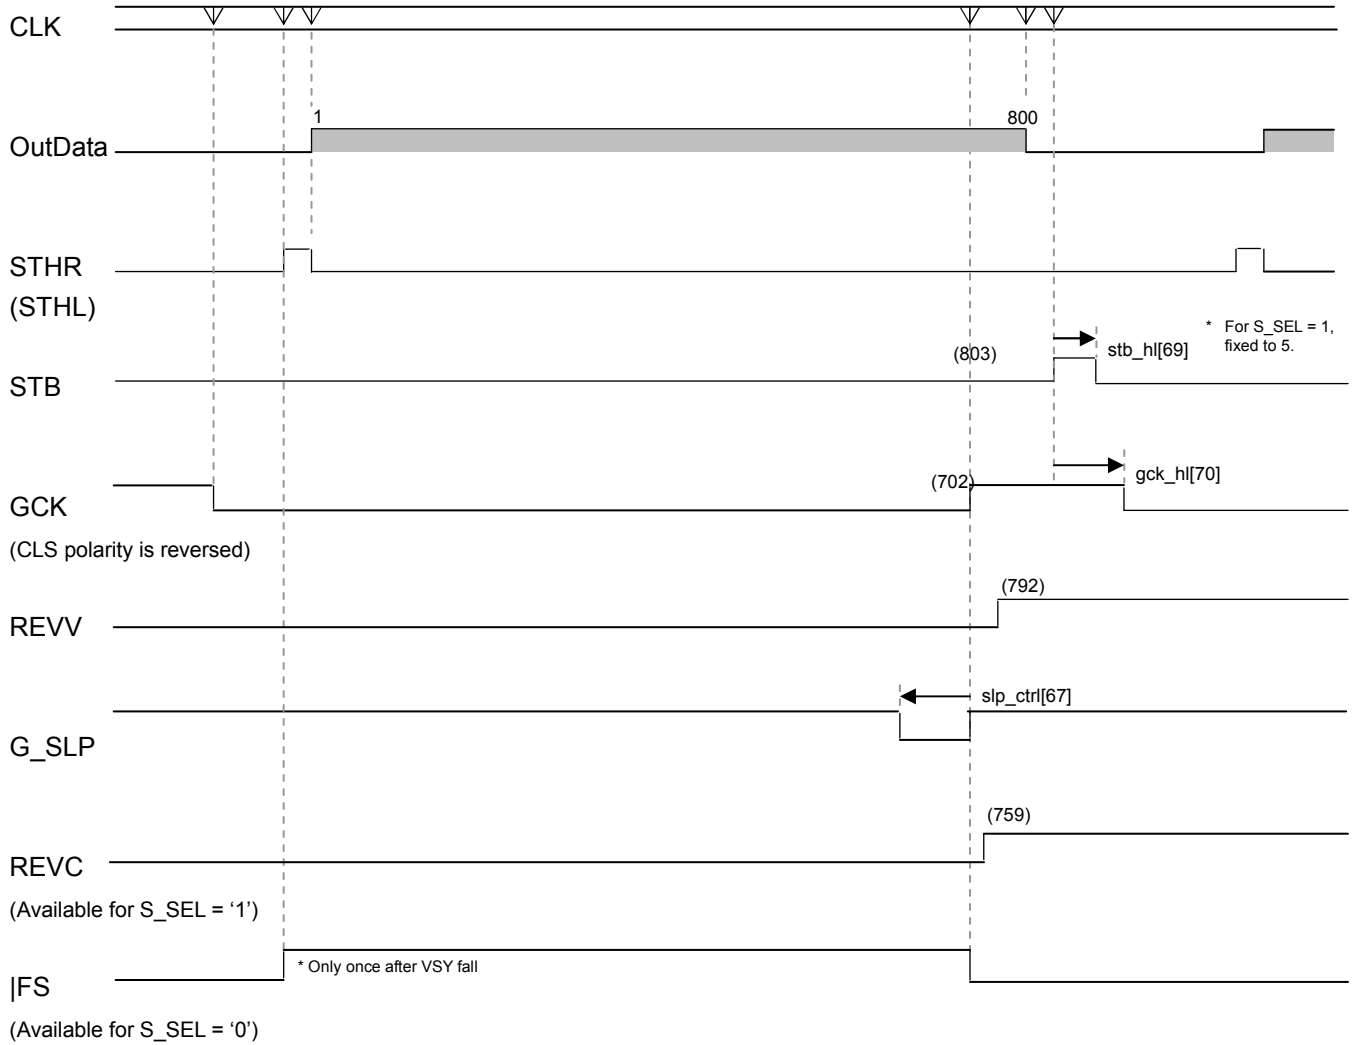 CLK
1
800
OutData
STHR
(STHL)
* For S_SEL = 1,
fixed to 5.
(803)
stb_hl[69]
STB
(702)
gck_hl[70]
GCK
(CLS polarity is reversed)
(792)
REVV
slp_ctrl[67]
G_SLP
(759)
REVC
(Available for S_SEL = ‘1’)
* Only once after VSY fall
|FS
(Available for S_SEL = ‘0’)